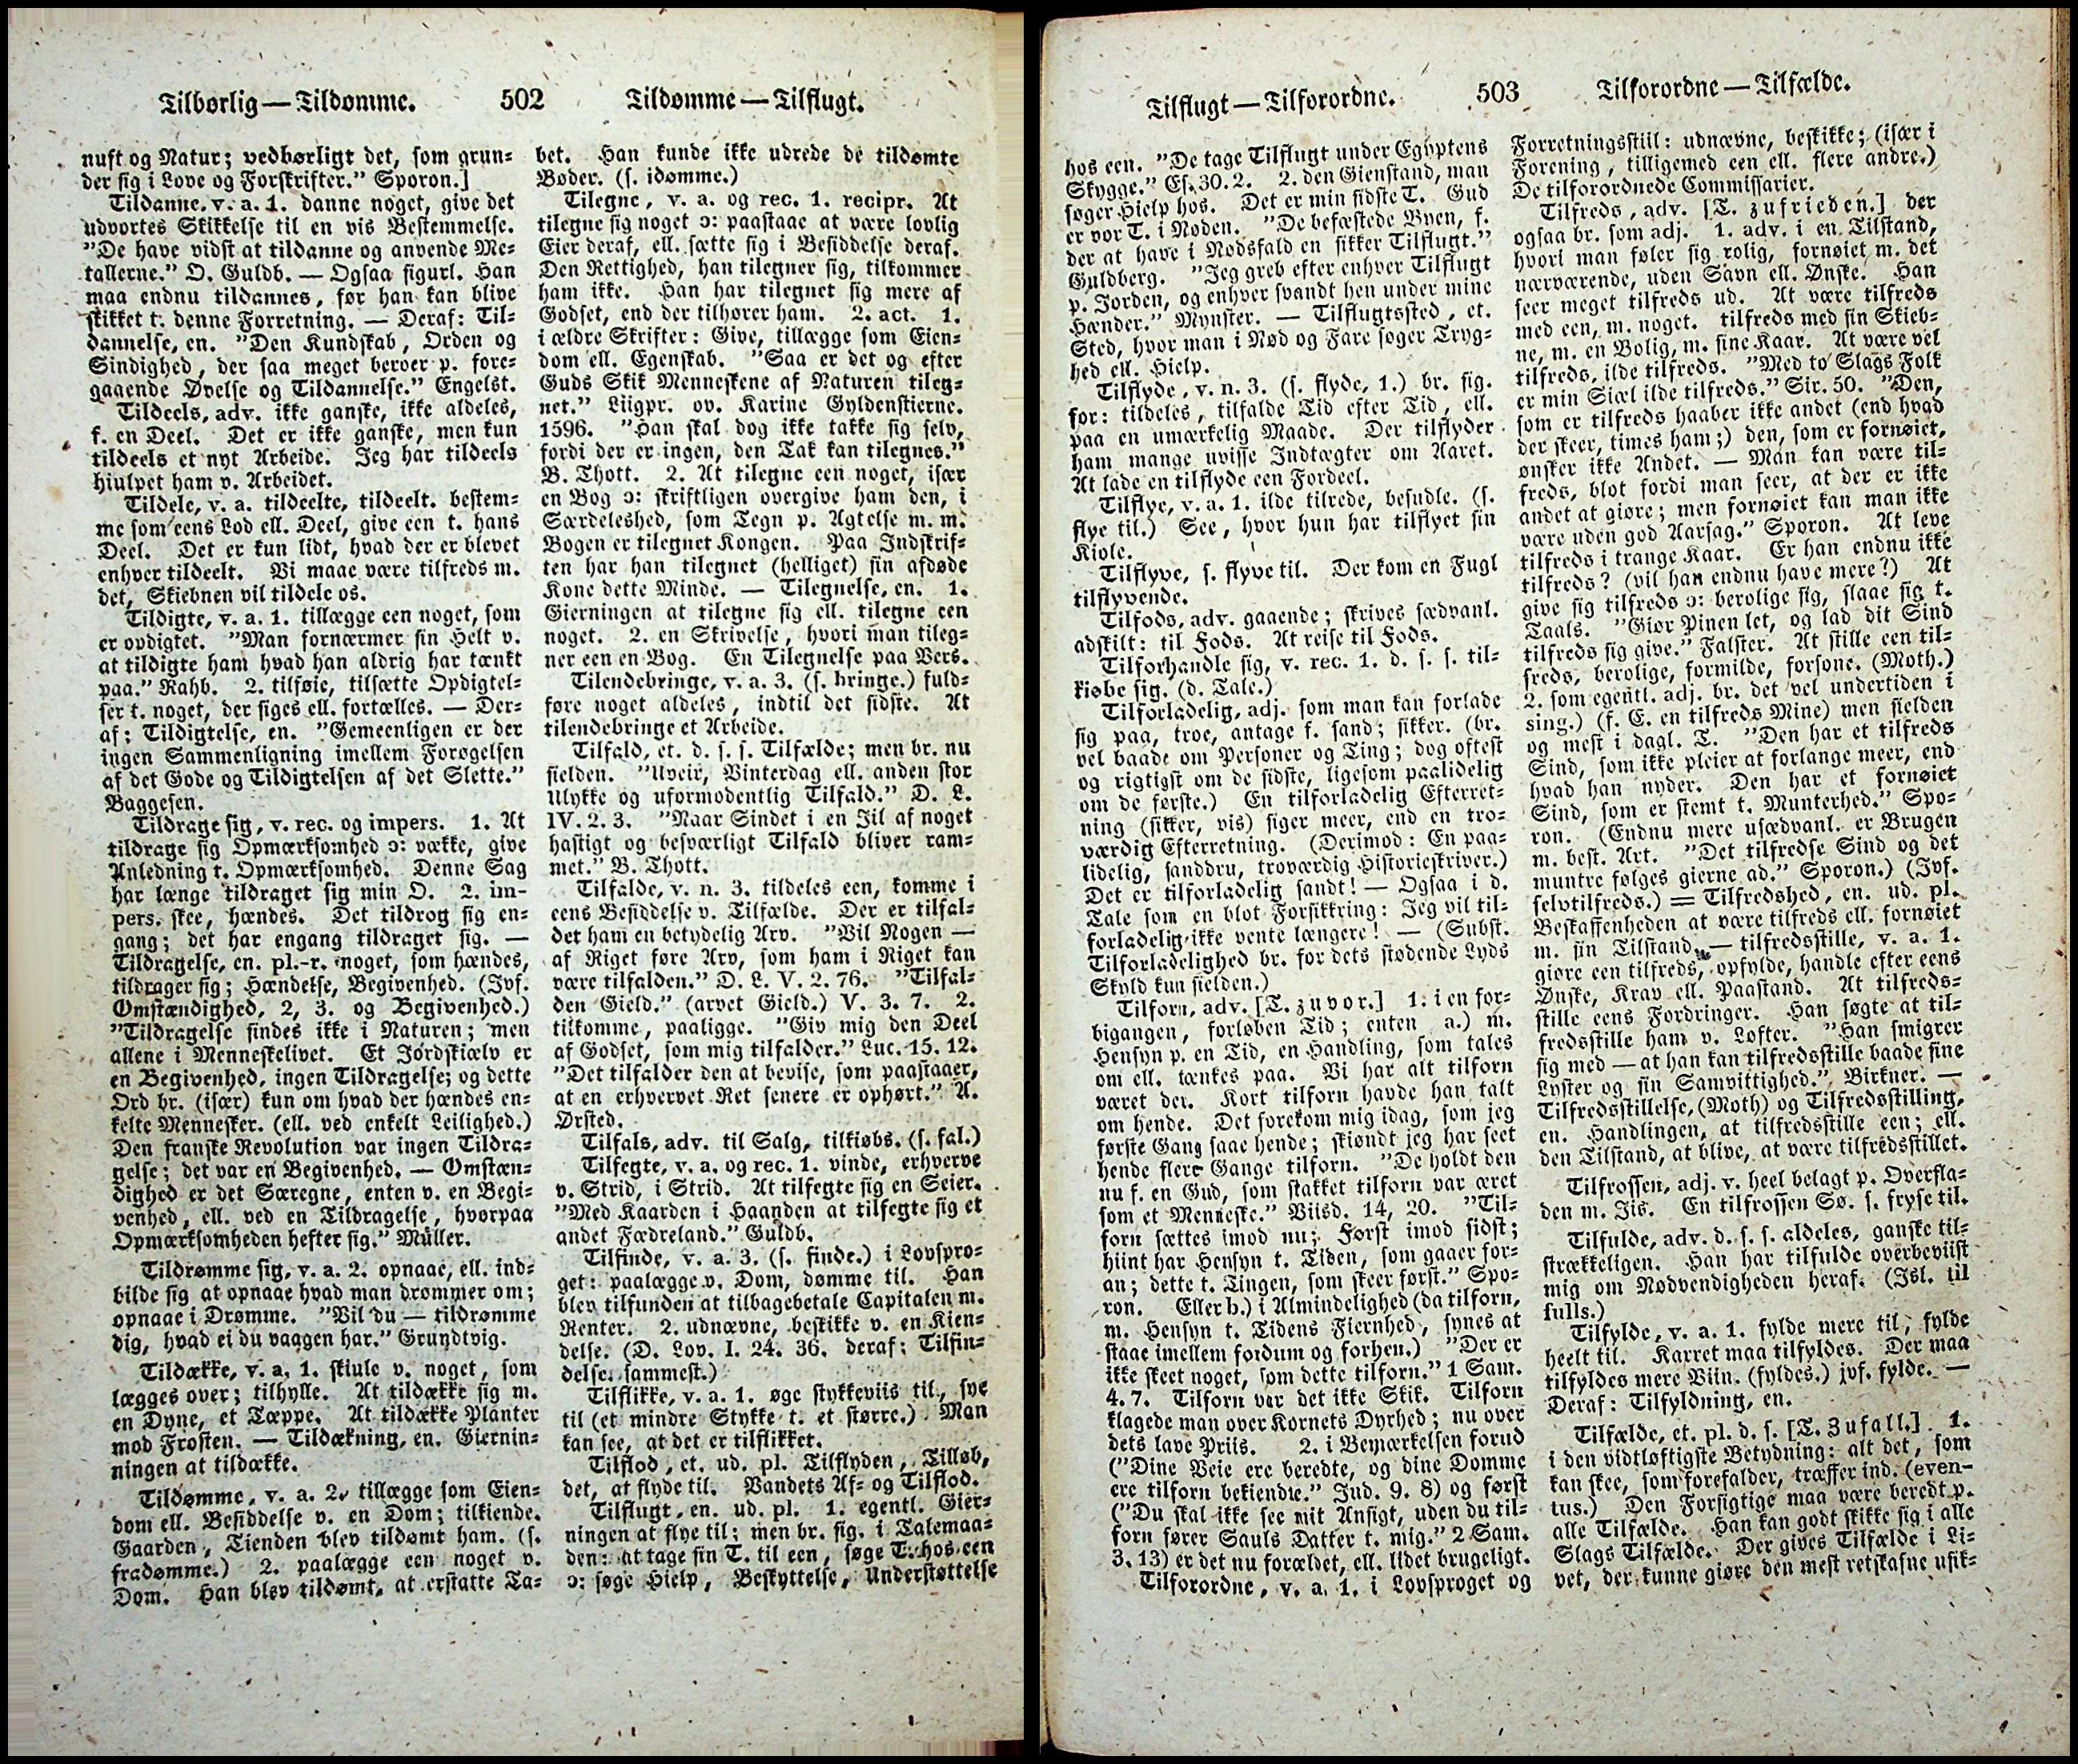 Tilbørlig — Tildømme.
502
Tildømme — Tilflugt.
nuft og Natur; vedbørligt det, som grun-
der sig i Love og Forskrifter." Sporon.]
Tildanne, v. a. 1. danne noget, give det
udvortes Skikkelse til en vis Bestemmelse.
"De have vidst at tildanne og anvende Me-
tallerne." O. Guldb. — Ogsaa figurl. Han
maa endnu tildannes, før han kan blive
skikket t. denne Forretning. — Deraf: Til-
dannelse, en. "Den Kundskab, Orden og
Sindighed, der saa meget beroer p. fore-
gaaende Øvelse og Tildannelse." Engelst.
Tildeels, adv. ikke ganske, ikke aldeles,
f. en Deel. Det er ikke ganske, men kun
tildeels et nyt Arbeide. Jeg har tildeels
hiulpet ham v. Arbeidet.
Tildele, v. a. tildeelte, tildeelt. bestem-
me som eens Lod ell. Deel, give een t. hans
Deel. Det er kun lidt, hvad der er blevet
enhver tildeelt. Vi maae være tilfreds m.
det, Skiebnen vil tildele os.
Tildigte, v. a. 1. tillægge een noget, som
er opdigtet. "Man fornærmer sin Helt v.
at tildigte ham hvad han aldrig har tænkt
paa." Rahb. 2. tilføie, tilsætte Opdigtel-
ser t. noget, der siges ell. fortælles. — Der-
af: Tildigtelse, en. "Gemeenligen er der
ingen Sammenligning imellem Forøgelsen
af det Gode og Tildigtelsen af det Slette."
Baggesen.
Tildrage sig, v. rec. og impers. 1. At
tildrage sig Opmærksomhed ɔ: vække, give
Anledning t. Opmærksomhed. Denne Sag
har længe tildraget sig min O. 2. im-
pers. skee, hændes. Det tildrog sig en-
gang; det har engang tildraget sig. —
Tildragelse, en. pl.-r. noget, som hændes,
tildrager sig; Hændelse, Begivenhed. (Jvf.
Omstændighed, 2, 3. og Begivenhed.)
"Tildragelse findes ikke i Naturen; men
allene i Menneskelivet. Et Jordskiælv er
en Begivenhed, ingen Tildragelse; og dette
Ord br. (især) kun om hvad der hændes en-
kelte Mennesker. (ell. ved enkelt Leilighed.)
Den franske Revolution var ingen Tildra-
gelse; det var en Begivenhed. — Omstæn-
dighed er det Særegne, enten v. en Begi-
venhed, ell. ved en Tildragelse, hvorpaa
Opmærksomheden hefter sig." Müller.
Tildrømme sig, v. a. 2. opnaae, ell. ind-
bilde sig at opnaae hvad man drømmer om;
opnaae i Drømme. "Vil du — tildrømme
dig, hvad ei du vaagen har." Grundtvig.
Tildække, v. a. 1. skiule v. noget, som
lægges over; tilhylle. At tildække sig m.
en Dyne, et Tæppe. At tildække Planter
mod Frosten. — Tildækning, en. Giernin-
ningen at tildække.
Tildømme, v. a. 2. tillægge som Eien-
dom ell. Besiddelse v. en Dom; tilkiende.
Gaarden, Tienden blev tildømt ham. (s.
fradømme.) 2. paalægge een noget v.
Dom. Han blev tildømt, at erstatte Ta-
bet. Han kunde ikke udrede de tildømte
Bøder. (s. idømme.)
Tilegne, v. a. og rec. 1. recipr. At
tilegne sig noget ɔ: paastaae at være lovlig
Eier deraf, ell. sætte sig i Besiddelse deraf.
Den Rettighed, han tilegner sig, tilkommer
ham ikke. Han har tilegnet sig mere af
Godset, end der tilhører ham. 2. act. 1.
i ældre Skrifter: Give, tillægge som Eien-
dom ell. Egenskab. "Saa er det og efter
Guds Skik Menneskene af Naturen tileg-
net." Liigpr. ov. Karine Gyldenstierne.
1596. "Han skal dog ikke takke sig selv,
fordi der er ingen, den Tak kan tilegnes."
B. Thott. 2. At tilegne een noget, især
en Bog ɔ: skriftligen overgive ham den, i
Særdeleshed, som Tegn p. Agtelse m. m.
Bogen er tilegnet Kongen. Paa Indskrif-
ten har han tilegnet (helliget) sin afdøde
Kone dette Minde. — Tilegnelse, en. 1.
Gierningen at tilegne sig ell. tilegne een
noget. 2. en Skrivelse, hvori man tileg-
ner een en Bog. En Tilegnelse paa Vers.
Tilendebringe, v. a. 3. (s. bringe.) fuld-
føre noget aldeles, indtil det sidste. At
tilendebringe et Arbeide.
Tilfald, et. d. s. s. Tilfælde; men br. nu
sielden. "Uveir, Vinterdag ell. anden stor
Ulykke og uformodentlig Tilfald." D. L.
IV. 2. 3. "Naar Sindet i en Jil af noget
hastigt og besværligt Tilfald bliver ram-
met." B. Thott.
Tilfalde, v. n. 3. tildeles een, komme i
eens Besiddelse v. Tilfælde. Der er tilfal-
det ham en betydelig Arv. "Vil Nogen —
af Riget føre Arv, som ham i Riget kan
være tilfalden." D. L. V. 2. 76. "Tilfal-
den Gield." (arvet Gield.) V. 3. 7. 2.
tilkomme, paaligge. "Giv mig den Deel
af Godset, som mig tilfalder." Luc. 15. 12.
"Det tilfalder den at bevise, som paastaaer,
at en erhvervet Ret senere er ophørt." A.
Ørsted.
Tilfals, adv. til Salg, tilkiøbs. (s. fal.)
Tilfegte, v. a. og rec. 1. vinde, erhverve
v. Strid, i Strid. At tilfegte sig en Seier.
"Med Kaarden i Haanden at tilfegte sig et
andet Fædreland." Guldb.
Tilfinde, v. a. 3. (s. finde.) i Lovspro-
get: paalægge v. Dom, dømme til. Han
blev tilfunden at tilbagebetale Capitalen m.
Renter. 2. udnævne, beskikke v. en Kien-
delse. (D. Lov. I. 24. 36. deraf: Tilfin-
delse. sammest.)
Tilflikke, v. a. 1. øge stykkeviis til, sye
til (et mindre Stykke t. et større.) Man
kan see, at det er tilflikket.
Tilflod, et. ud. pl. Tilflyden, Tilløb,
det, at flyde til. Vandets Af- og Tilflod.
Tilflugt, en. ud. pl. 1. egentl. Gier-
ningen at flye til; men br. fig. i Talemaa-
den: at tage sin T. til een, søge T. hos een
ɔ: søge Hielp, Beskyttelse, Understøttelse
Tilflugt — Tilforordne.
503
Tilforordne — Tilfælde.
hos een. "De tage Tilflugt under Egyptens
Skygge." Es. 30. 2. 2. den Gienstand, man
søger Hielp hos. Det er min sidste T. Gud
er vor T. i Nøden. "De befæstede Byen, f.
der at have i Nødsfald en sikker Tilflugt."
Guldberg. "Jeg greb efter enhver Tilflugt
p. Jorden, og enhver svandt hen under mine
Hænder." Mynster. — Tilflugtssted, et.
Sted, hvor man i Nød og Fare søger Tryg-
hed ell. Hielp.
Tilflyde, v. n. 3. (s. flyde, 1.) br. fig.
for: tildeles, tilfalde Tid efter Tid, ell.
paa en umærkelig Maade. Der tilflyder
ham mange uvisse Indtægter om Aaret.
At lade en tilflyde een Fordeel.
Tilflye, v. a. 1. ilde tilrede, besudle. (s.
flye til.) See, hvor hun har tilflyet sin
Kiole.
Tilflyve, s. flyve til. Der kom en Fugl
tilflyvende.
Tilfods, adv. gaaende; skrives sædvanl.
adskilt: til Fods. At reise til Fods.
Tilforhandle sig, v. rec. 1. d. s. s. til-
kiøbe sig. (d. Tale.)
Tilforladelig, adj. som man kan forlade
sig paa, troe, antage f. sand; sikker. (br.
vel baade om Personer og Ting; dog oftest
og rigtigst om de sidste, ligesom paalidelig
om de første.) En tilforladelig Efterret-
ning (sikker, vis) siger meer, end en tro-
værdig Efterretning. (Derimod: En paa-
lidelig, sanddru, troværdig Historieskriver.)
Det er tilforladelig sandt! — Ogsaa i d.
Tale som en blot Forsikkring: Jeg vil til-
forladelig ikke vente længere! — (Subst.
Tilforladelighed br. for dets stødende Lyds
Skyld kun sielden.)
Tilforn, adv. [T. zuvor.] 1. i en for-
bigangen, forløben Tid; enten a.) m.
Hensyn p. en Tid, en Handling, som tales
om ell. tænkes paa. Vi har alt tilforn
været der. Kort tilforn havde han talt
om hende. Det forekom mig idag, som jeg
første Gang saae hende; skiøndt jeg har seet
hende flere Gange tilforn. "De holdt den
nu f. en Gud, som stakket tilforn var æret
som et Menneske." Viisd. 14, 20. "Til-
forn sættes imod nu; Først imod sidst;
hiint har Hensyn t. Tiden, som gaaer for-
an; dette t. Tingen, som skeer først." Spo-
ron. Eller b.) i Almindelighed (da tilforn,
m. Hensyn t. Tidens Fiernhed, synes at
staae imellem fordum og forhen.) "Der er
ikke skeet noget, som dette tilforn." 1 Sam.
4. 7. Tilforn var det ikke Skik. Tilforn
klagede man over Kornets Dyrhed; nu over
dets lave Priis. 2. i Bemærkelsen forud
("Dine Veie ere beredte, og dine Domme
ere tilforn bekiendte." Jud. 9. 8) og først
("Du skal ikke see mit Ansigt, uden du til-
forn fører Sauls Datter t. mig." 2 Sam.
3. 13) er det nu forældet, ell. lidet brugeligt.
Tilforordne, v. a. 1. i Lovsproget og
Forretningsstiil: udnævne, beskikke; (især i
Forening, tilligemed een ell. flere andre.)
De tilforordnede Commissarier.
Tilfreds, adv. [T. zufrieden.] der
ogsaa br. som adj. 1. adv. i en Tilstand,
hvori man føler sig rolig, fornøiet m. det
nærværende, uden Savn ell. Ønske. Han
seer meget tilfreds ud. At være tilfreds
med een, m. noget. tilfreds med sin Skieb-
ne, m. en Bolig, m. sine Kaar. At være vel
tilfreds, ilde tilfreds. "Med to Slags Folk
er min Siæl ilde tilfreds." Sir. 50. "Den,
som er tilfreds haaber ikke andet (end hvad
der skeer, times ham;) den, som er fornøiet,
ønsker ikke Andet. — Man kan være til-
freds, blot fordi man seer, at der er ikke
andet at giøre; men fornøiet kan man ikke
være uden god Aarsag." Sporon. At leve
tilfreds i trange Kaar. Er han endnu ikke
tilfreds? (vil han endnu have mere?) At
give sig tilfreds ɔ: berolige sig, slaae sig t.
Taals. "Giør Pinen let, og lad dit Sind
tilfreds sig give." Falster. At stille een til-
freds, berolige, formilde, forsone. (Moth.)
2. som egentl. adj. br. det vel undertiden i
sing.) (f. E. en tilfreds Mine) men sielden
og mest i dagl. T. "Den har et tilfreds
Sind, som ikke pleier at forlange meer, end
hvad han nyder. Den har et fornøiet
Sind, som er stemt t. Munterhed." Spo-
ron. (Endnu mere usædvanl. er Brugen
m. best. Art. "Det tilfredse Sind og det
muntre følges gierne ad." Sporon.) (Jvf.
selvtilfreds.) = Tilfredshed, en. ud. pl.
Beskaffenheden at være tilfreds ell. fornøiet
m. sin Tilstand. — tilfredsstille, v. a. 1.
giøre een tilfreds, opfylde, handle efter eens
Ønske, Krav ell. Paastand. At tilfreds-
stille eens Fordringer. Han søgte at til-
fredsstille ham v. Løfter. "Han smigrer
sig med — at han kan tilfredsstille baade sine
Lyster og sin Samvittighed." Birkner. —
Tilfredsstillelse, (Moth) og Tilfredsstilling,
en. Handlingen, at tilfredsstille een; ell.
den Tilstand, at blive, at være tilfredsstillet.
Tilfrossen, adj. v. heel belagt p. Overfla-
den m. Jis. En tilfrossen Sø. s. fryse til.
Tilfulde, adv. d. s. s. aldeles, ganske til-
strækkeligen. Han har tilfulde overbeviist
mig om Nødvendigheden heraf. (Isl. til
fulls.)
Tilfylde, v. a. 1. fylde mere til, fylde
heelt til. Karret maa tilfyldes. Der maa
tilfyldes mere Viin. (fyldes.) jvf. fylde. —
Deraf: Tilfyldning, en.
Tilfælde, et. pl. d. s. [T. Zufall.] 1.
i den vidtløftigste Betydning: alt det, som
kan skee, som forefalder, træffer ind. (even-
tus.) Den Forsigtige maa være beredt p.
alle Tilfælde. Han kan godt skikke sig i alle
Slags Tilfælde. Der gives Tilfælde i Li-
vet, der kunne giøre den mest retskafne usik-